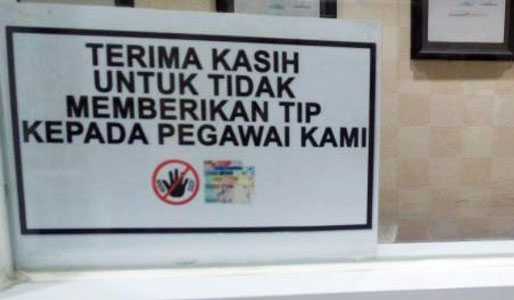 TERIMA KASIH
UNTUK TIDAK
MEMBERIKAN TIP
KEPADA PEGAWAI KAMI